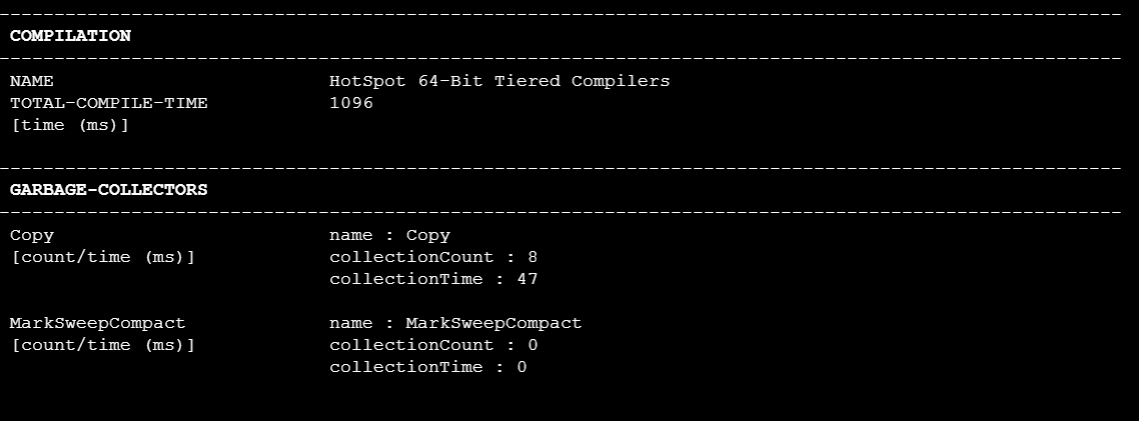 COMPILATION
NAME HotSpot 64-Bit Tiered Compilers
TOTAL-COMPILE-TIME 1096
[time (ms)]
GARBAGE-COLLECTORS
Copy name : Copy
[count/time (ms)] collectionCount : 8
collectionTime : 47
MarkSweepCompact name : MarkSweepCompact
[count/time (ms)] collectionCount : 0
collectionTime : 0